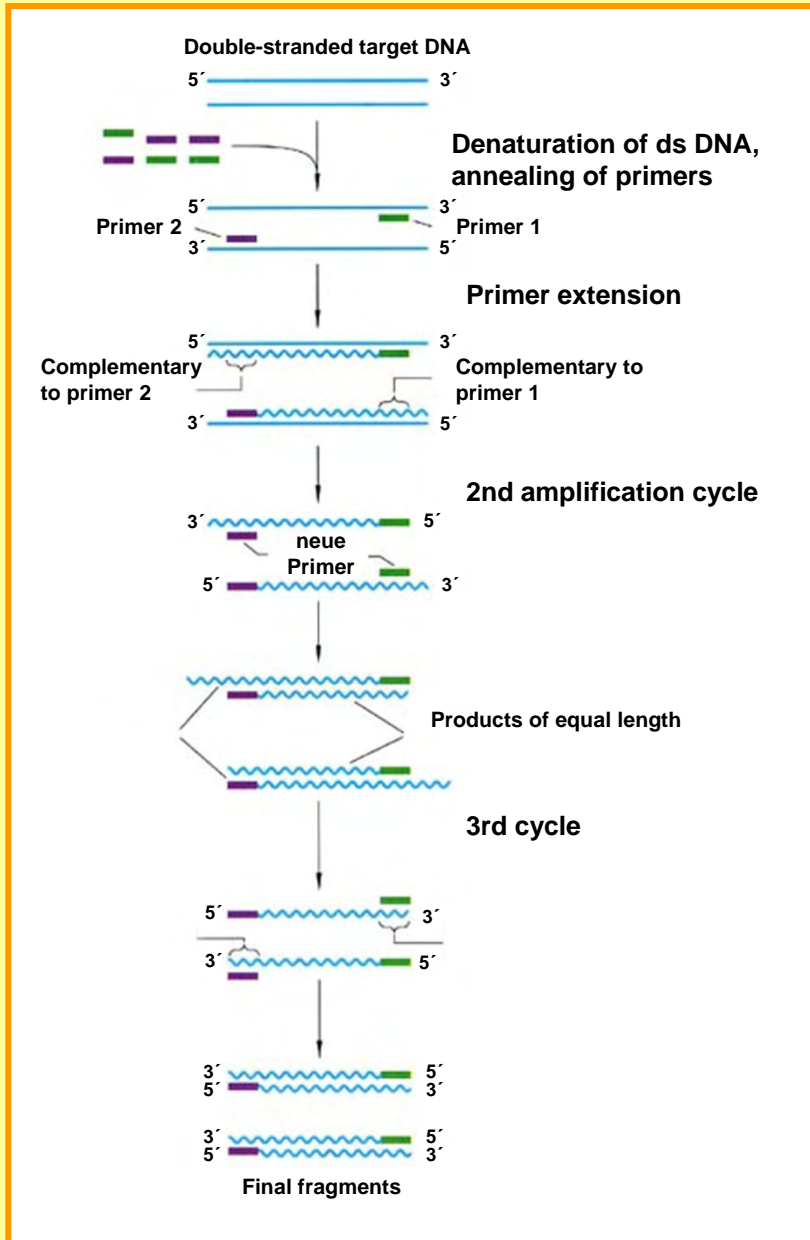 Double-stranded target DNA
5´ 3´
Denaturation of ds DNA,
annealing of primers
5´ 3´
Primer 2 Primer 1
3´ 5´
Primer extension
5´ 3´
Complementary
to primer 2
Complementary to
primer 1
3´ 5´
2nd amplification cycle
3´ 5´
neue
Primer
5´ 3´
Products of equal length
3rd cycle
5´ 3´
3´ 5´
3´ 5´
5´ 3´
3´ 5´
5´ 3´
Final fragments